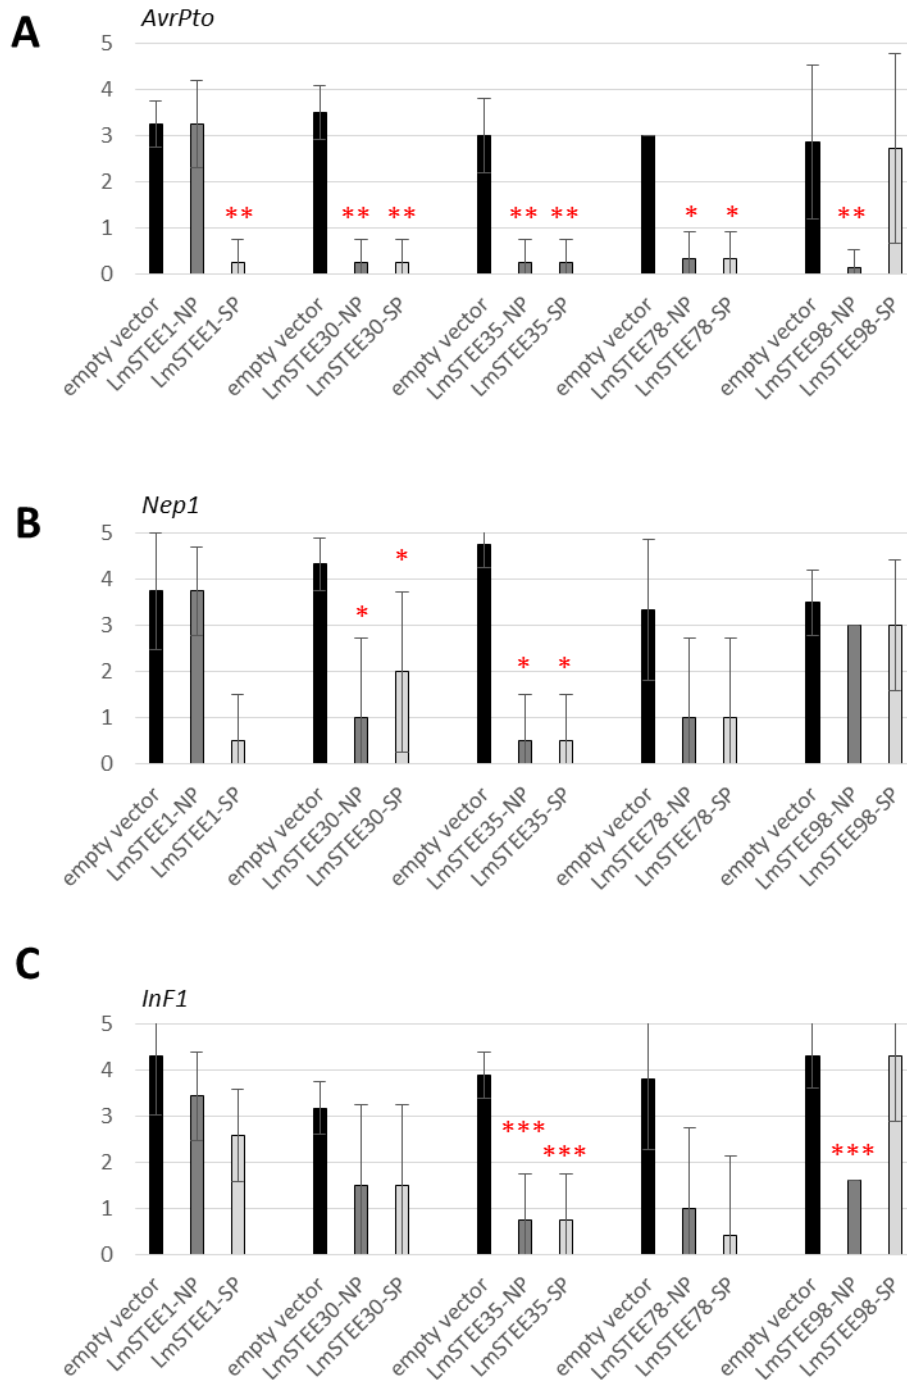 A
AvrPto
5
4
3
2
1
0
** ** ** ** ** * * **
empty vector LmSTEE1-NP LmSTEE1-SP empty vector LmSTEE30-NP LmSTEE30-SP empty vector LmSTEE35-NP LmSTEE35-SP empty vector LmSTEE78-NP LmSTEE78-SP empty vector LmSTEE98-NP LmSTEE98-SP
B
Nep1
5
4
3
2
1
0
* * * *
empty vector LmSTEE1-NP LmSTEE1-SP empty vector LmSTEE30-NP LmSTEE30-SP empty vector LmSTEE35-NP LmSTEE35-SP empty vector LmSTEE78-NP LmSTEE78-SP empty vector LmSTEE98-NP LmSTEE98-SP
C
InF1
5
4
3
2
1
0
*** *** ***
empty vector LmSTEE1-NP LmSTEE1-SP empty vector LmSTEE30-NP LmSTEE30-SP empty vector LmSTEE35-NP LmSTEE35-SP empty vector LmSTEE78-NP LmSTEE78-SP empty vector LmSTEE98-NP LmSTEE98-SP